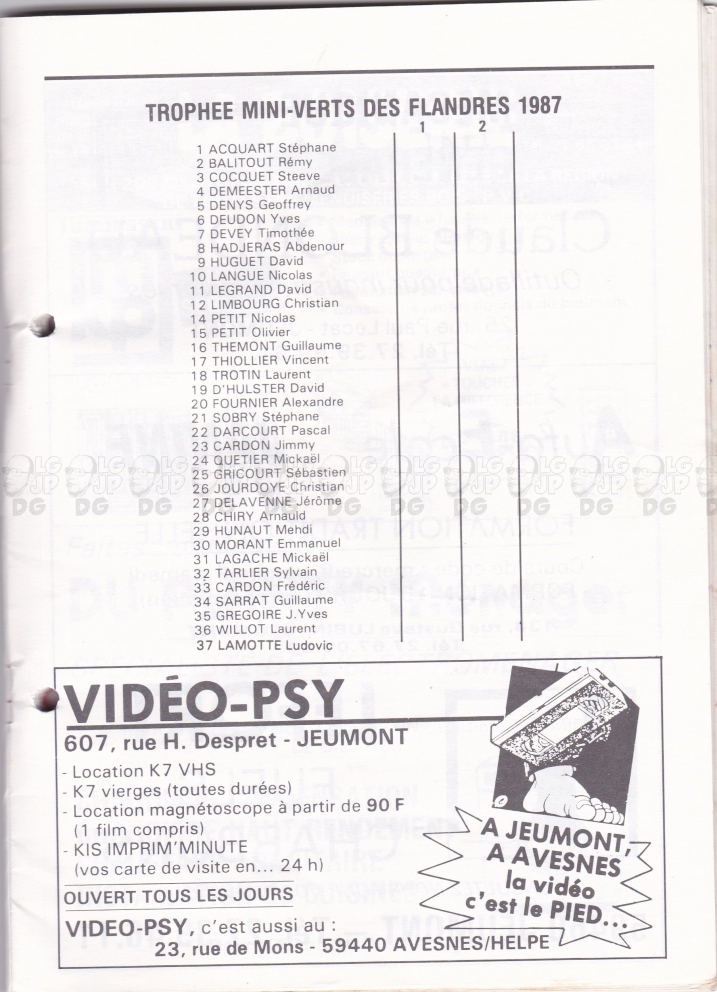 TROPHEE MINI-VERTS DES FLANDRES 1987
1 2
1 ACQUART Stéphane
2 BALITOUT Rémy
3 COCQUET Steeve
4 DEMEESTER Arnaud
5 DENYS Geoffrey
6 DEUDON Yves
7 DEVEY Timothée
8 HADJERAS Abdenour
9 HUGUET David
10 LANGUE Nicolas
11 LEGRAND David
12 LIMBOURG Christian
14 PETIT Nicolas
15 PETIT Olivier
16 THEMONT Guillaume
17 THIOLLIER Vincent
18 TROTIN Laurent
19 D'HULSTER David
20 FOURNIER Alexandre
21 SOBRY Stéphane
22 DARCOURT Pascal
23 CARDON Jimmy
24 QUETIER Mickaël
25 GRICOURT Sébastien
26 JOURDOYE Christian
27 DELAVENNE Jérôme
28 CHIRY Arnauld
29 HUNAUT Mehdi
30 MORANT Emmanuel
31 LAGACHE Mickaël
32 TARLIER Sylvain
33 CARDON Frédéric
34 SARRAT Guillaume
35 GREGOIRE J.Yves
36 WILLOT Laurent
37 LAMOTTE Ludovic
VIDÉO-PSY
607, rue H. Despret - JEUMONT
- Location K7 VHS
- K7 vierges (toutes durées)
- Location magnétoscope à partir de 90 F
(1 film compris)
- KIS IMPRIM'MINUTE
(vos carte de visite en... 24 h)
OUVERT TOUS LES JOURS
VIDEO-PSY, c'est aussi au :
23, rue de Mons - 59440 AVESNES/HELPE
A JEUMONT,
A AVESNES
la vidéo
c'est le PIED...